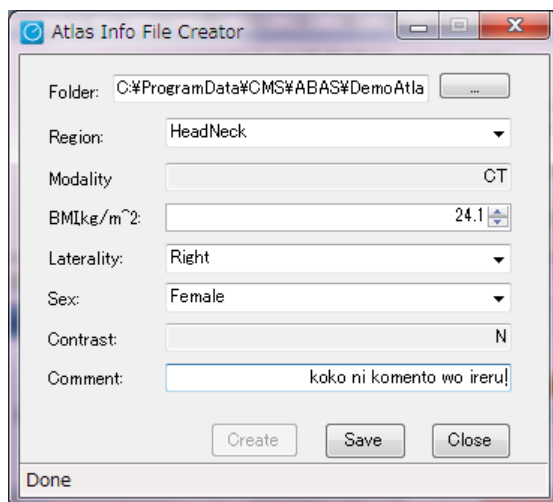 Atlas Info File Creator
Folder: C:¥ProgramData¥CMS¥ABAS¥DemoAtla ...
Region: HeadNeck
Modality CT
BMIkg/m^2: 24.1
Laterality: Right
Sex: Female
Contrast: N
Comment: koko ni komento wo ireru!
Create Save Close
Done